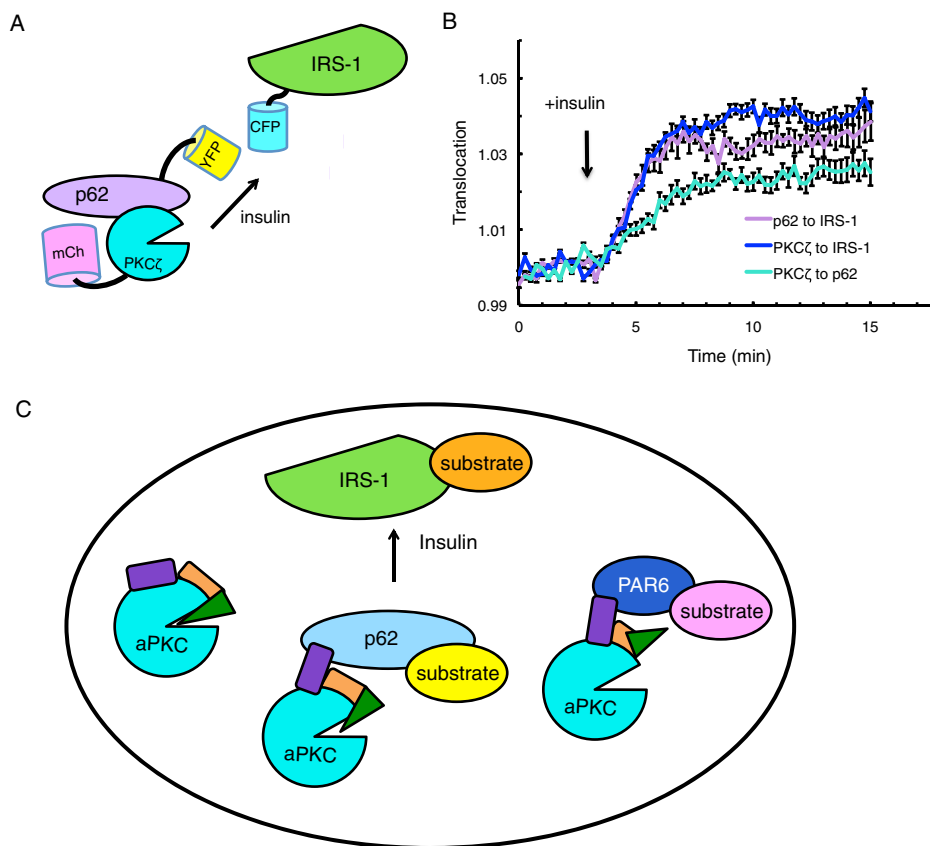 A
IRS-1
CFP
YFP
p62
insulin
mCh
PKCζ
B
1.05
1.03
1.01
0.99
Translocation
+insulin
p62 to IRS-1
PKCζ to IRS-1
PKCζ to p62
0
5
10
15
Time (min)
C
IRS-1
substrate
Insulin
aPKC
p62
substrate
aPKC
PAR6
substrate
aPKC